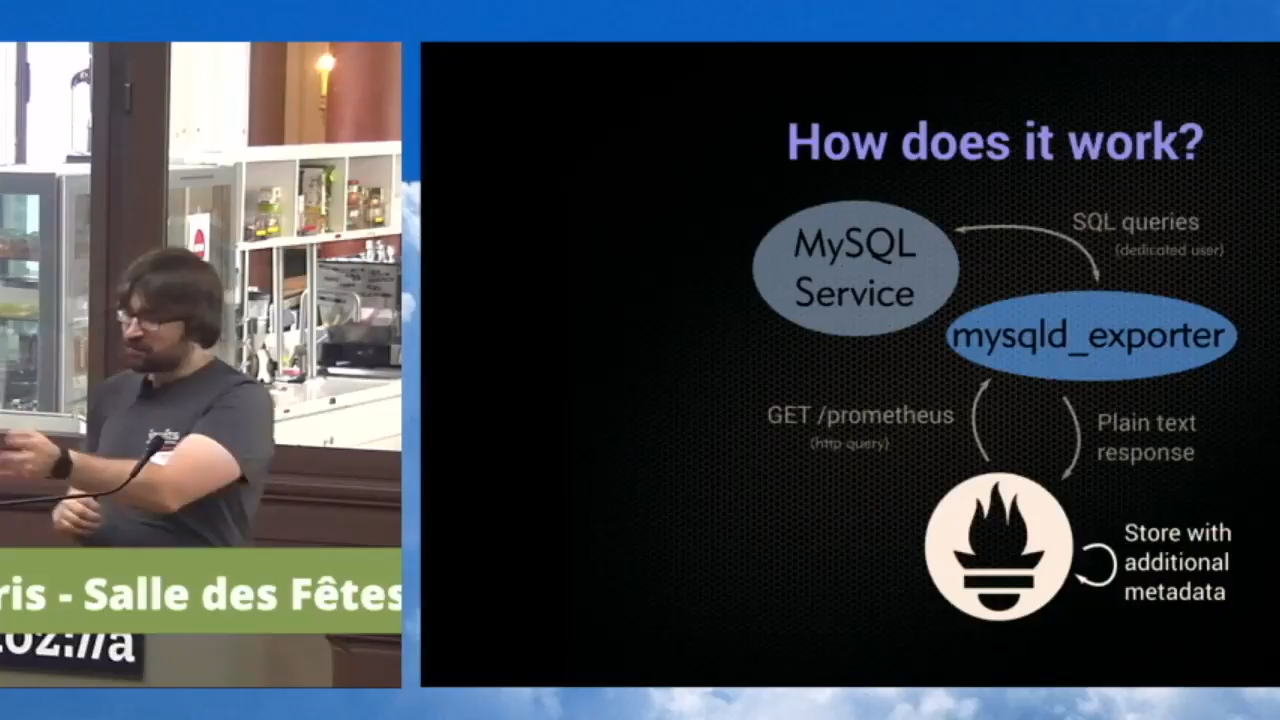 How does it work?
MySQL
Service
SQL queries
(dedicated user)
mysqld_exporter
GET /prometheus
(http query)
Plain text
response
Store with
additional
metadata
ris - Salle des Fêtes
moz://a